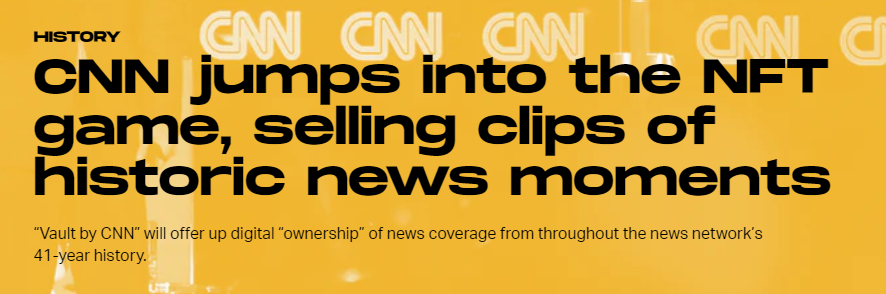 CNN CNN CNN CNN
HISTORY
CNN jumps into the NFT
game, selling clips of
historic news moments
“Vault by CNN” will offer up digital “ownership” of news coverage from throughout the news network’s
41-year history.